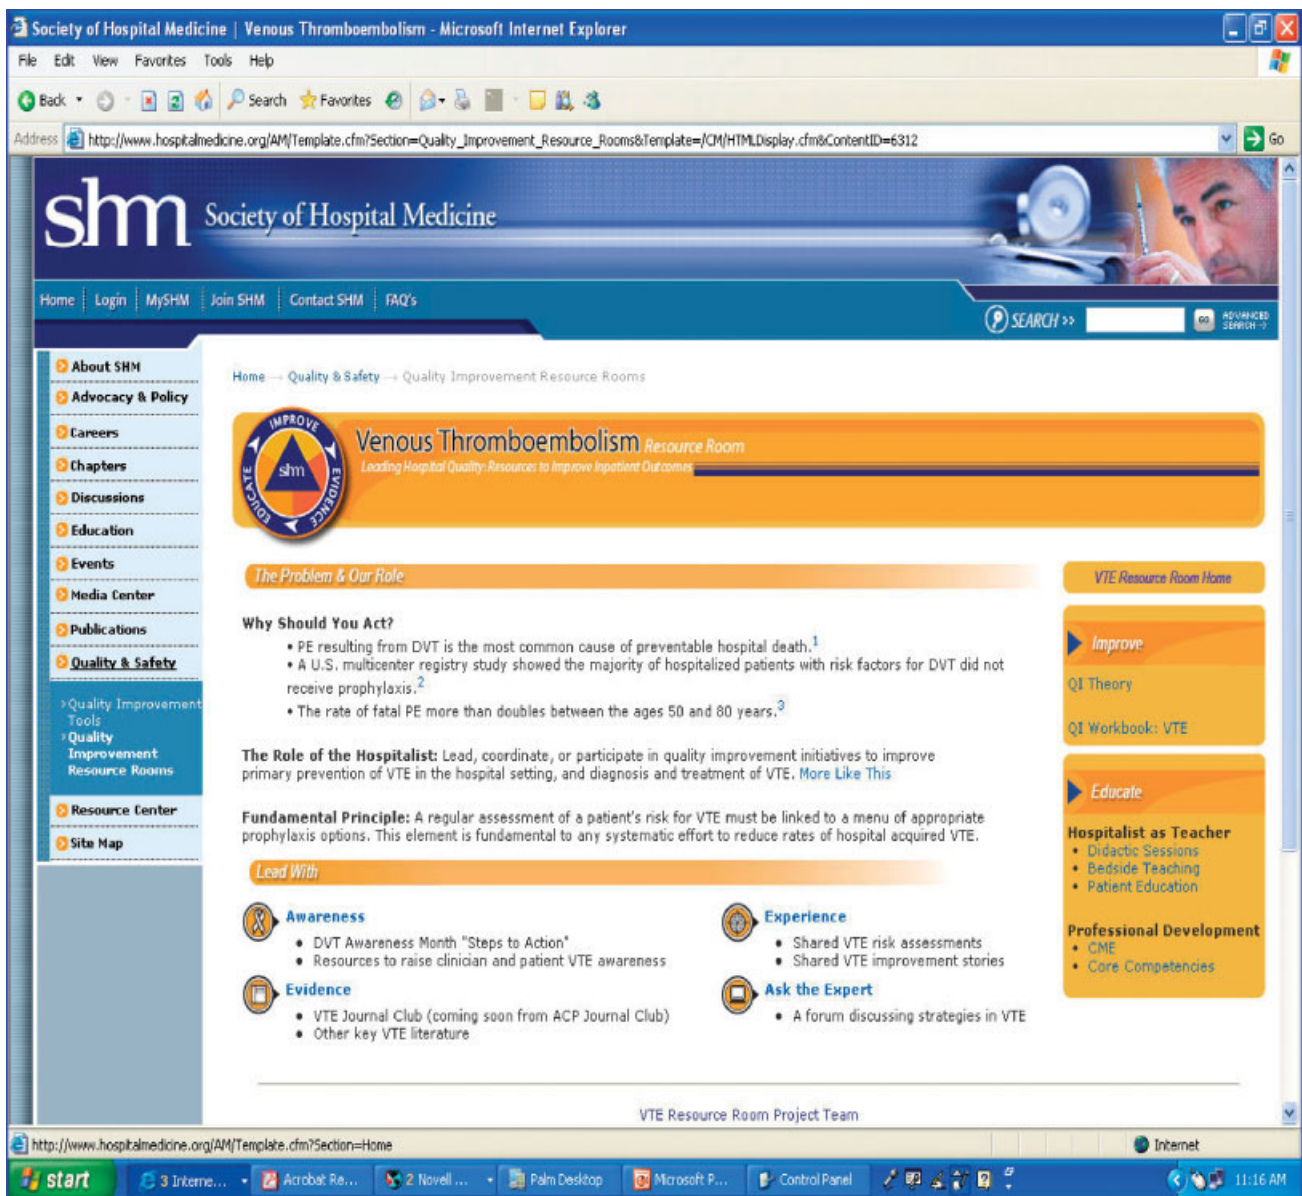 Society of Hospital Medicine | Venous Thromboembolism - Microsoft Internet Explorer
File Edit View Favorites Tools Help
Back Search Favorites
Address http://www.hospitalmedicine.org/AM/Template.cfm?Section=Quality_Improvement_Resource_Rooms&Template=/CM/HTMLDisplay.cfm&ContentID=6312 Go
shm Society of Hospital Medicine
Home Login MySHM Join SHM Contact SHM FAQ's
SEARCH >> GO ADVANCED SEARCH
About SHM
Advocacy & Policy
Careers
Chapters
Discussions
Education
Events
Media Center
Publications
Quality & Safety
Quality Improvement
Tools
Quality
Improvement
Resource Rooms
Resource Center
Site Map
Home → Quality & Safety → Quality Improvement Resource Rooms
IMPROVE EVIDENCE EDUCATE
shm
Venous Thromboembolism Resource Room
Leading Hospital Quality: Resources to Improve Inpatient Outcomes
The Problem & Our Role
Why Should You Act?
• PE resulting from DVT is the most common cause of preventable hospital death.1
• A U.S. multicenter registry study showed the majority of hospitalized patients with risk factors for DVT did not
receive prophylaxis.2
• The rate of fatal PE more than doubles between the ages 50 and 80 years.3
The Role of the Hospitalist: Lead, coordinate, or participate in quality improvement initiatives to improve
primary prevention of VTE in the hospital setting, and diagnosis and treatment of VTE. More Like This
Fundamental Principle: A regular assessment of a patient's risk for VTE must be linked to a menu of appropriate
prophylaxis options. This element is fundamental to any systematic effort to reduce rates of hospital acquired VTE.
Lead With
Awareness
• DVT Awareness Month "Steps to Action"
• Resources to raise clinician and patient VTE awareness
Evidence
• VTE Journal Club (coming soon from ACP Journal Club)
• Other key VTE literature
Experience
• Shared VTE risk assessments
• Shared VTE improvement stories
Ask the Expert
• A forum discussing strategies in VTE
VTE Resource Room Home
Improve
QI Theory
QI Workbook: VTE
Educate
Hospitalist as Teacher
• Didactic Sessions
• Bedside Teaching
• Patient Education
Professional Development
• CME
• Core Competencies
VTE Resource Room Project Team
http://www.hospitalmedicine.org/AM/Template.cfm?Section=Home Internet
start 3 Interne... Acrobat Re... 2 Novell ... Palm Desktop Microsoft P... Control Panel 11:16 AM